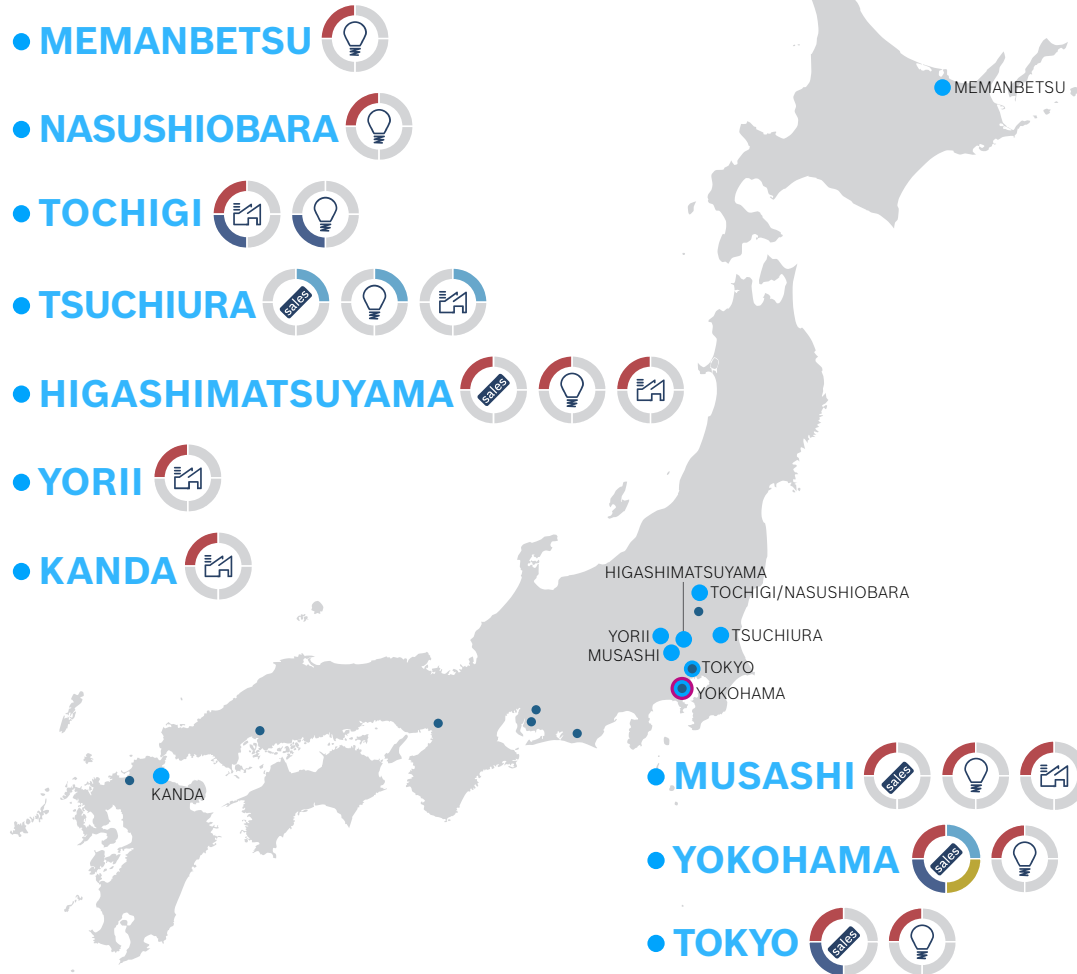 MEMANBETSU
NASUSHIOBARA
TOCHIGI
TSUCHIURA sales
HIGASHIMATSUYAMA sales
YORII
KANDA
MEMANBETSU
HIGASHIMATSUYAMA
TOCHIGI/NASUSHIOBARA
YORII
TSUCHIURA
MUSASHI
TOKYO
YOKOHAMA
KANDA
MUSASHI sales
YOKOHAMA sales
TOKYO sales